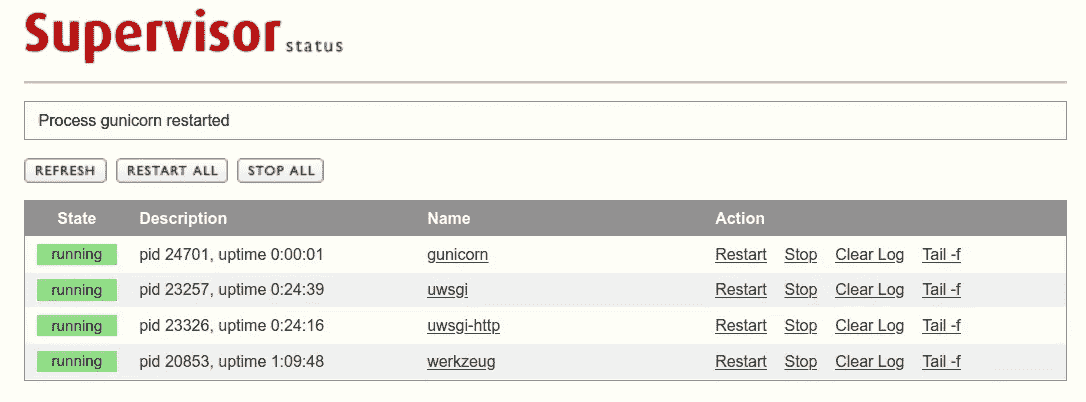 Supervisor status
Process gunicorn restarted
REFRESH RESTART ALL STOP ALL
State Description Name Action
running pid 24701, uptime 0:00:01 gunicorn Restart Stop Clear Log Tail -f
running pid 23257, uptime 0:24:39 uwsgi Restart Stop Clear Log Tail -f
running pid 23326, uptime 0:24:16 uwsgi-http Restart Stop Clear Log Tail -f
running pid 20853, uptime 1:09:48 werkzeug Restart Stop Clear Log Tail -f